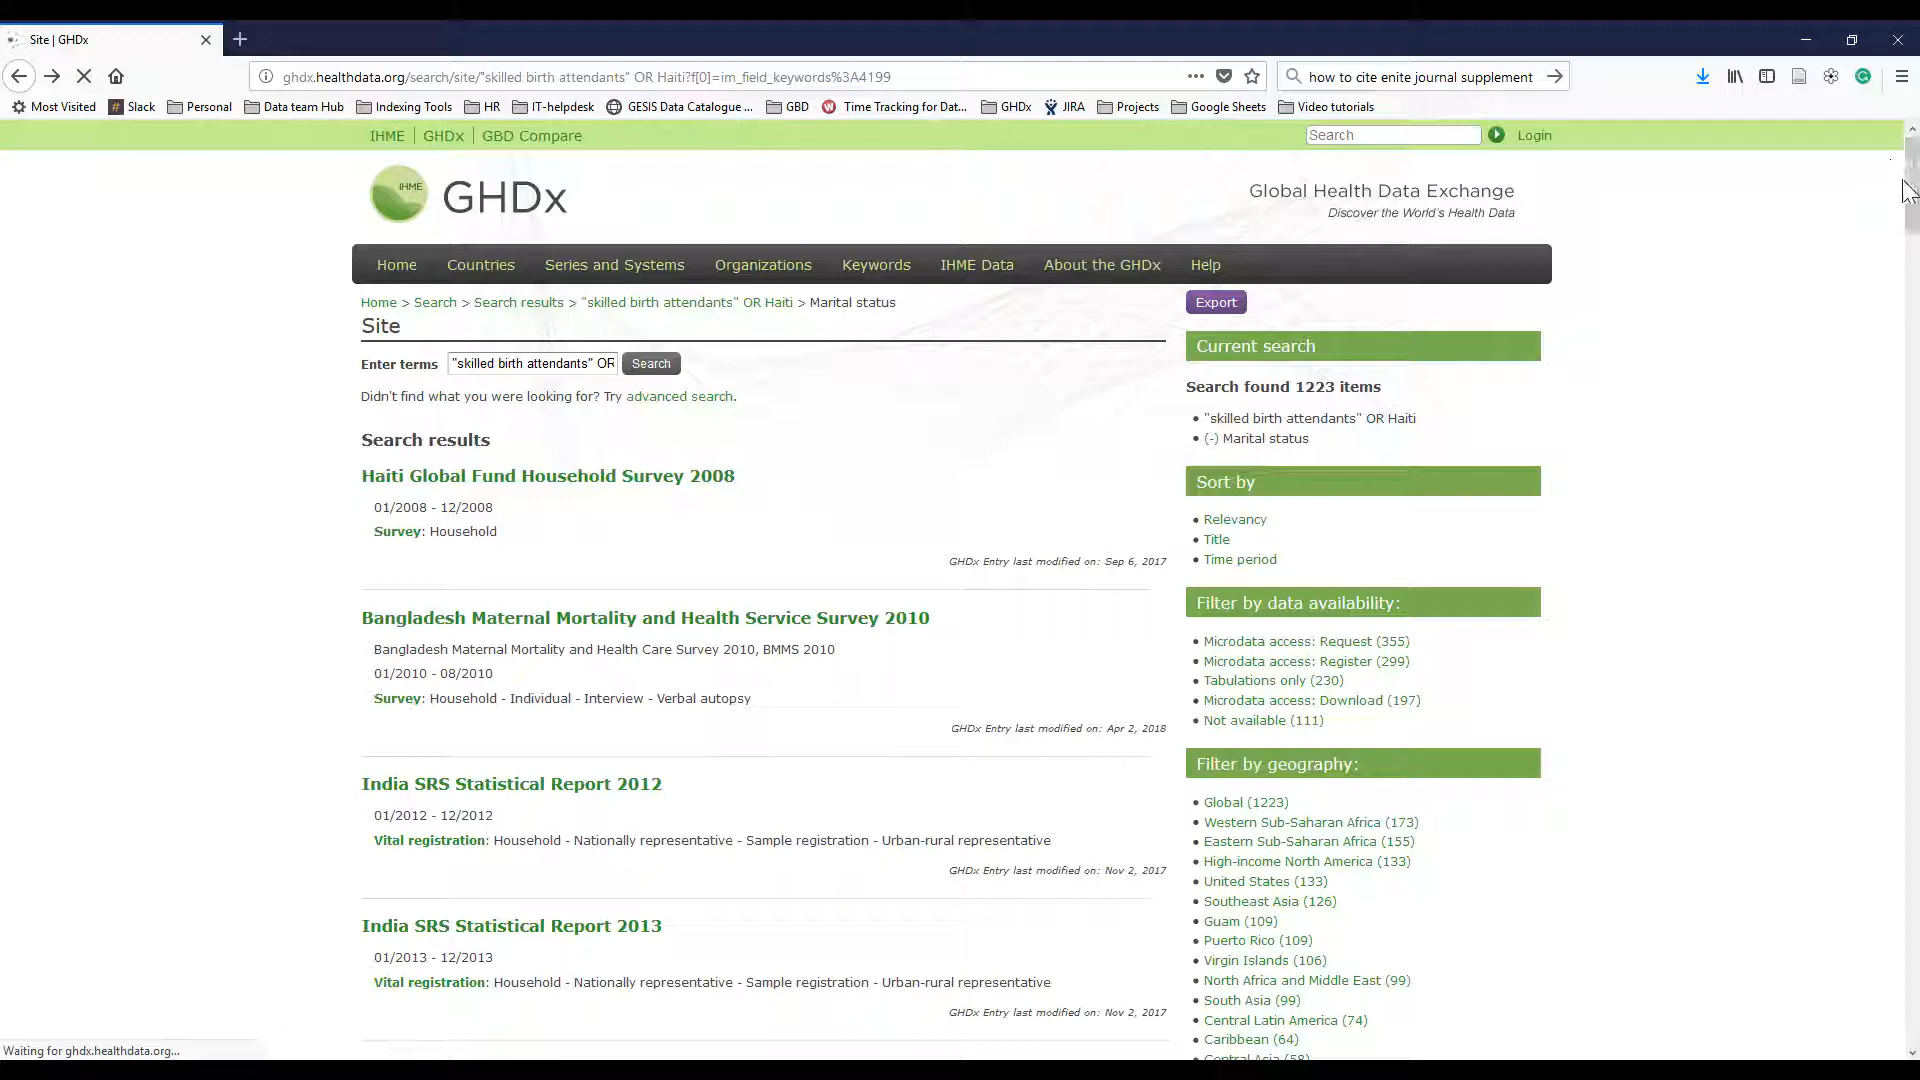 Site | GHDx
ghdx.healthdata.org/search/site/"skilled birth attendants" OR Haiti?f[0]=im_field_keywords%3A4199
how to cite enite journal supplement
Most Visited
Slack
Personal
Data team Hub
Indexing Tools
HR
IT-helpdesk
GESIS Data Catalogue ...
GBD
Time Tracking for Dat...
GHDx
JIRA
Projects
Google Sheets
Video tutorials
IHME | GHDx | GBD Compare
Search
Login
IHME
GHDx
Global Health Data Exchange
Discover the World's Health Data
Home Countries Series and Systems Organizations Keywords IHME Data About the GHDx Help
Home > Search > Search results > "skilled birth attendants" OR Haiti > Marital status
Site
Enter terms "skilled birth attendants" OR Search
Didn't find what you were looking for? Try advanced search.
Search results
Haiti Global Fund Household Survey 2008
01/2008 - 12/2008
Survey: Household
GHDx Entry last modified on: Sep 6, 2017
Bangladesh Maternal Mortality and Health Service Survey 2010
Bangladesh Maternal Mortality and Health Care Survey 2010, BMMS 2010
01/2010 - 08/2010
Survey: Household - Individual - Interview - Verbal autopsy
GHDx Entry last modified on: Apr 2, 2018
India SRS Statistical Report 2012
01/2012 - 12/2012
Vital registration: Household - Nationally representative - Sample registration - Urban-rural representative
GHDx Entry last modified on: Nov 2, 2017
India SRS Statistical Report 2013
01/2013 - 12/2013
Vital registration: Household - Nationally representative - Sample registration - Urban-rural representative
GHDx Entry last modified on: Nov 2, 2017
Export
Current search
Search found 1223 items
• "skilled birth attendants" OR Haiti
• (-) Marital status
Sort by
• Relevancy
• Title
• Time period
Filter by data availability:
• Microdata access: Request (355)
• Microdata access: Register (299)
• Tabulations only (230)
• Microdata access: Download (197)
• Not available (111)
Filter by geography:
• Global (1223)
• Western Sub-Saharan Africa (173)
• Eastern Sub-Saharan Africa (155)
• High-income North America (133)
• United States (133)
• Southeast Asia (126)
• Guam (109)
• Puerto Rico (109)
• Virgin Islands (106)
• North Africa and Middle East (99)
• South Asia (99)
• Central Latin America (74)
• Caribbean (64)
Central Asia (58)
Waiting for ghdx.healthdata.org...